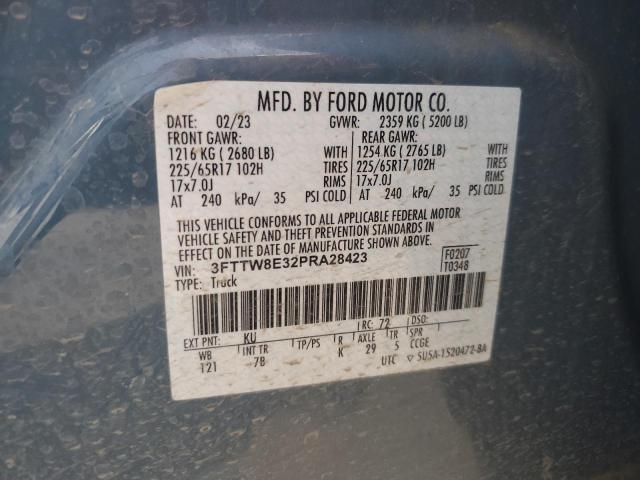 MFD. BY FORD MOTOR CO.
DATE: 02/23 GVWR: 2359 KG ( 5200 LB)
FRONT GAWR: REAR GAWR:
1216 KG ( 2680 LB) WITH 1254 KG ( 2765 LB) WITH
225/65R17 102H TIRES 225/65R17 102H TIRES
17x7.0J RIMS 17x7.0J RIMS
AT 240 kPa/ 35 PSI COLD AT 240 kPa/ 35 PSI COLD
THIS VEHICLE CONFORMS TO ALL APPLICABLE FEDERAL MOTOR
VEHICLE SAFETY AND THEFT PREVENTION STANDARDS IN
EFFECT ON THE DATE OF MANUFACTURE SHOWN ABOVE.
VIN: 3FTTW8E32PRA28423 F0207
TYPE: Truck T0348
EXT PNT: KU RC: 72 DSO:
WB INT TR TP/PS R AXLE TR SPR
121 7B K 29 5 CCGE
UTC ▽ 5U5A-1520472-BA